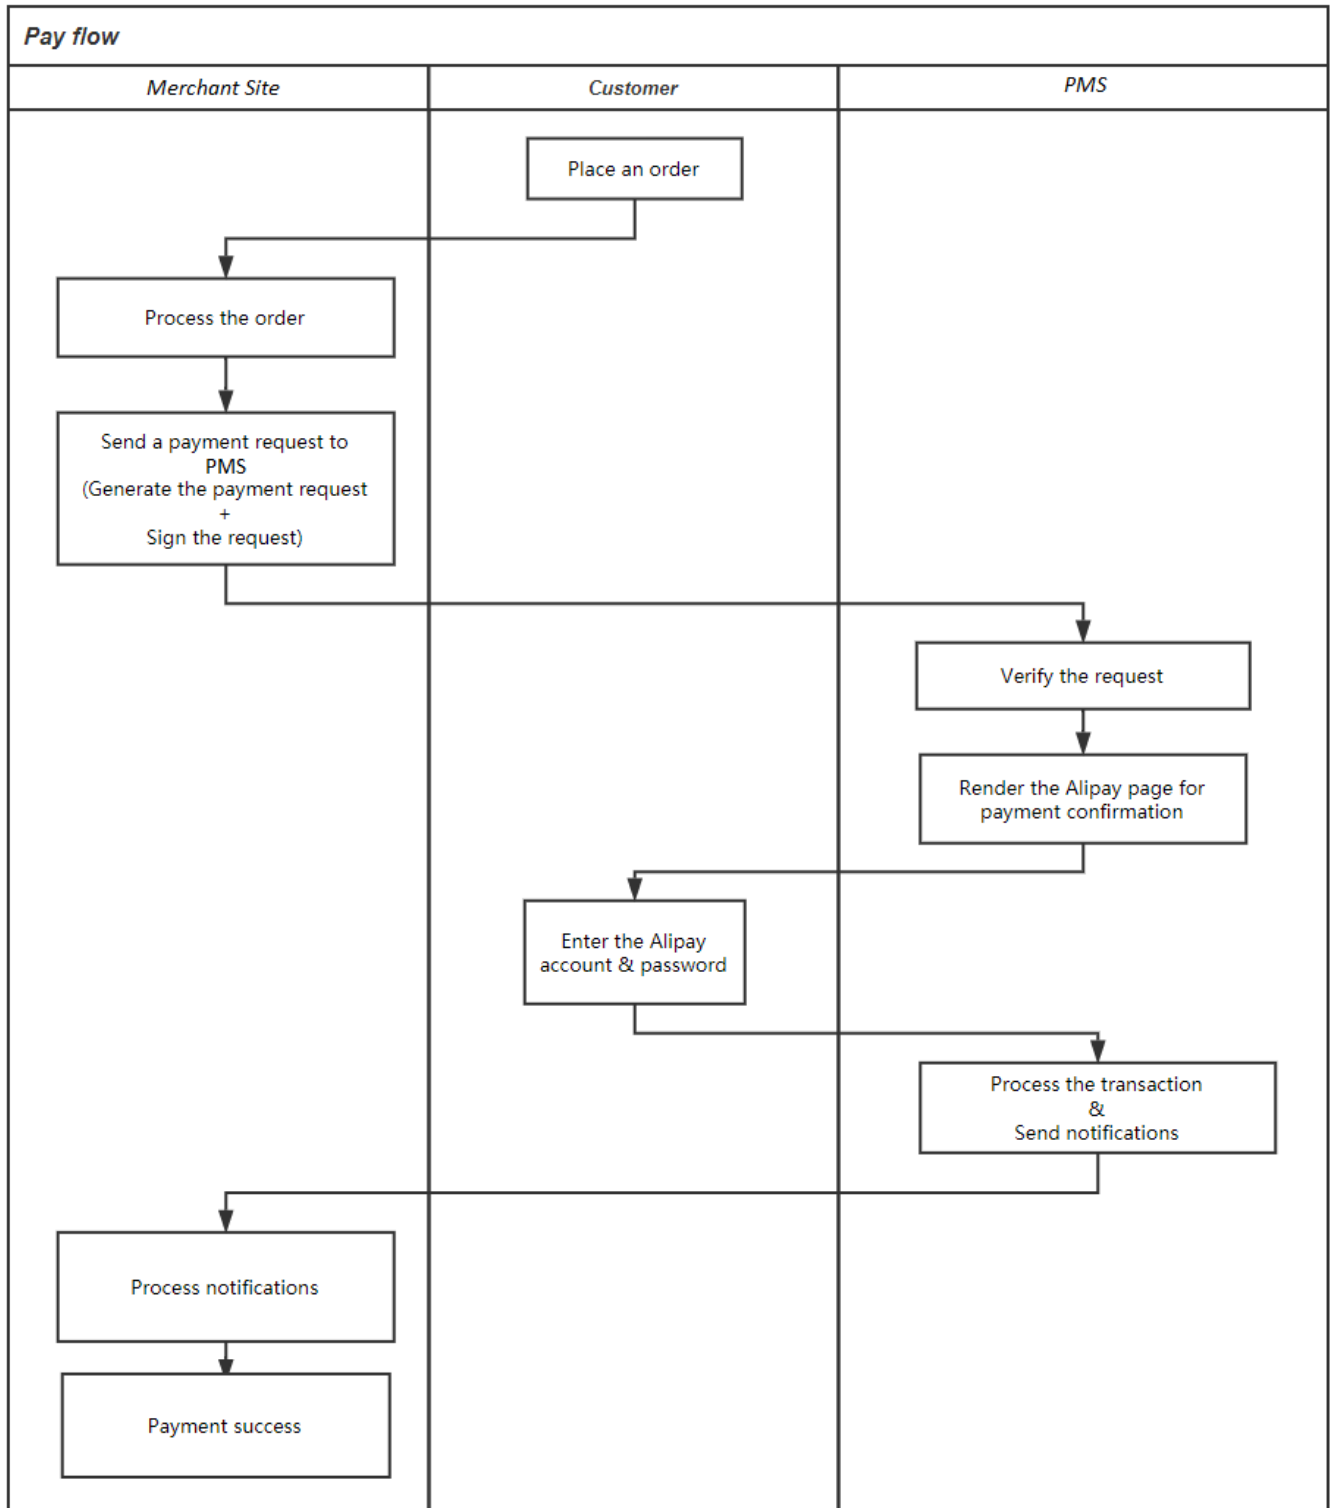 Pay flow
Merchant Site
Customer
PMS
Place an order
Process the order
Send a payment request to
PMS
(Generate the payment request
+
Sign the request)
Verify the request
Render the Alipay page for
payment confirmation
Enter the Alipay
account & password
Process the transaction
&
Send notifications
Process notifications
Payment success